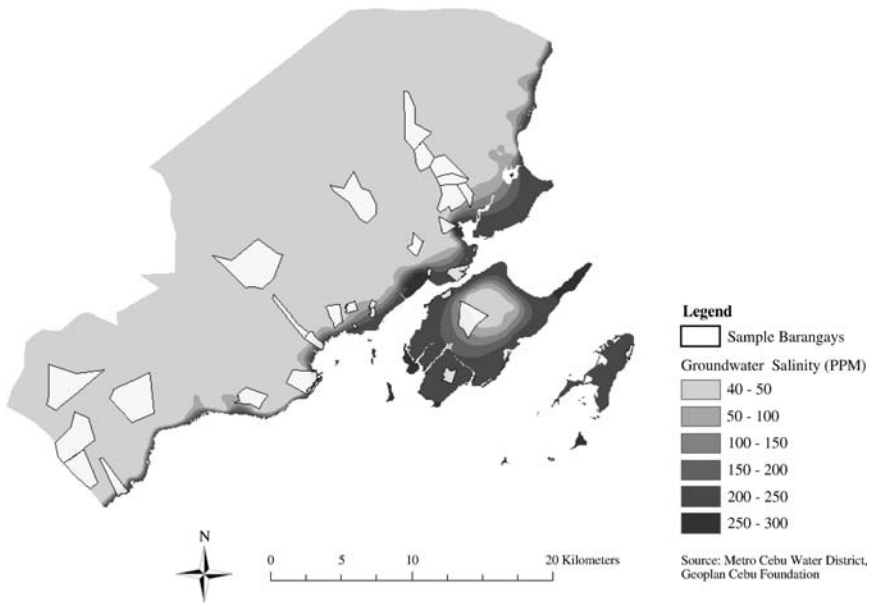 Legend
Sample Barangays
Groundwater Salinity (PPM)
40 - 50
50 - 100
100 - 150
150 - 200
200 - 250
250 - 300
N
0 5 10 20 Kilometers
Source: Metro Cebu Water District,
Geoplan Cebu Foundation